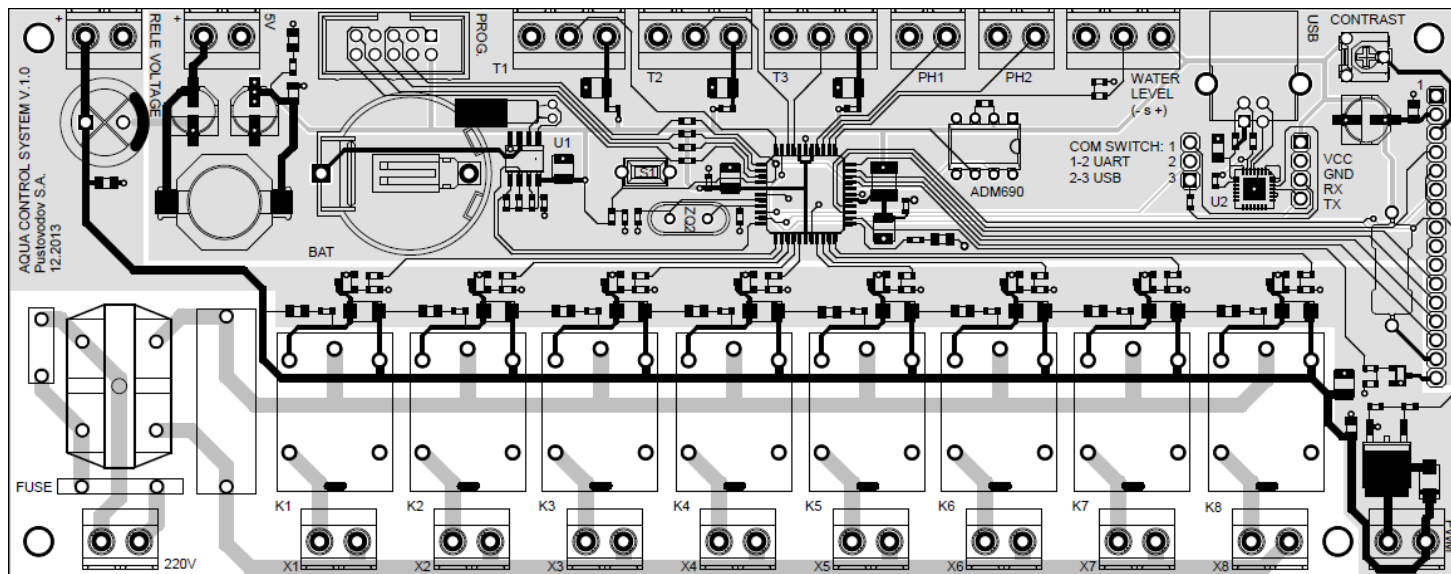 AQUA CONTROL SYSTEM V.1.0
Pustovodov S.A.
12.2013
+
RELE VOLTAGE
+
5V
PROG.
T1
T2
T3
PH1
PH2
WATER
LEVEL
(- s +)
USB
CONTRAST
1
U1
S1
ZQ2
BAT
ADM690
COM SWITCH: 1
1-2 UART 2
2-3 USB 3
U2
VCC
GND
RX
TX
FUSE
220V
K1
K2
K3
K4
K5
K6
K7
K8
X1
X2
X3
X4
X5
X6
X7
X8